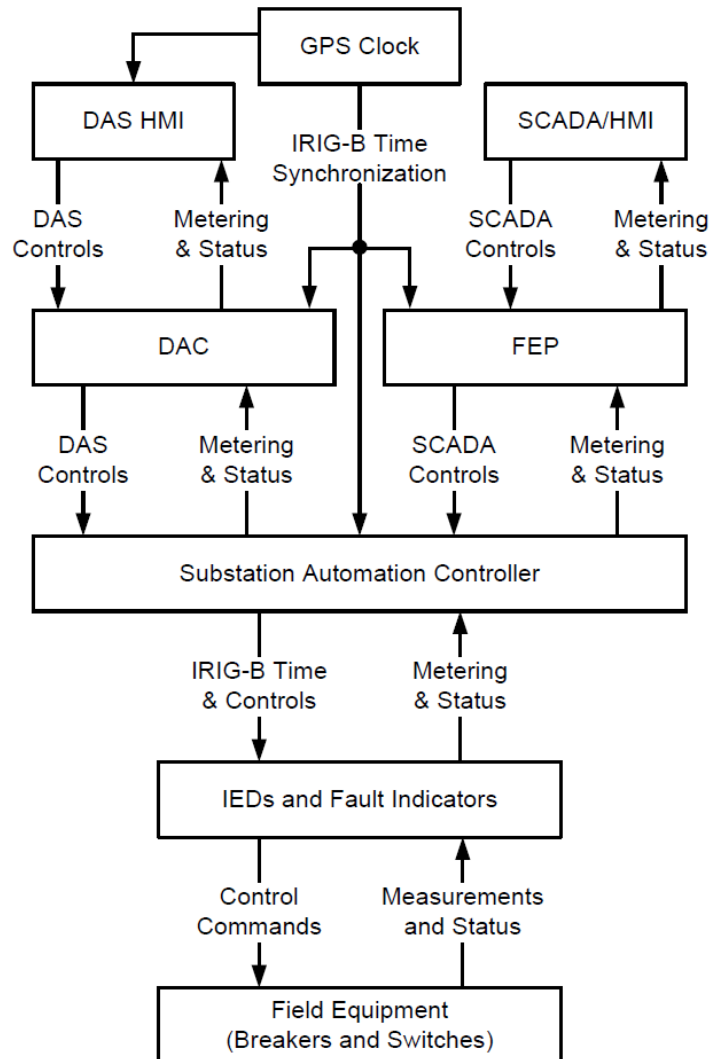 GPS Clock
DAS HMI
SCADA/HMI
IRIG-B Time
Synchronization
DAS
Controls
Metering
& Status
SCADA
Controls
Metering
& Status
DAC
FEP
DAS
Controls
Metering
& Status
SCADA
Controls
Metering
& Status
Substation Automation Controller
IRIG-B Time
& Controls
Metering
& Status
IEDs and Fault Indicators
Control
Commands
Measurements
and Status
Field Equipment
(Breakers and Switches)